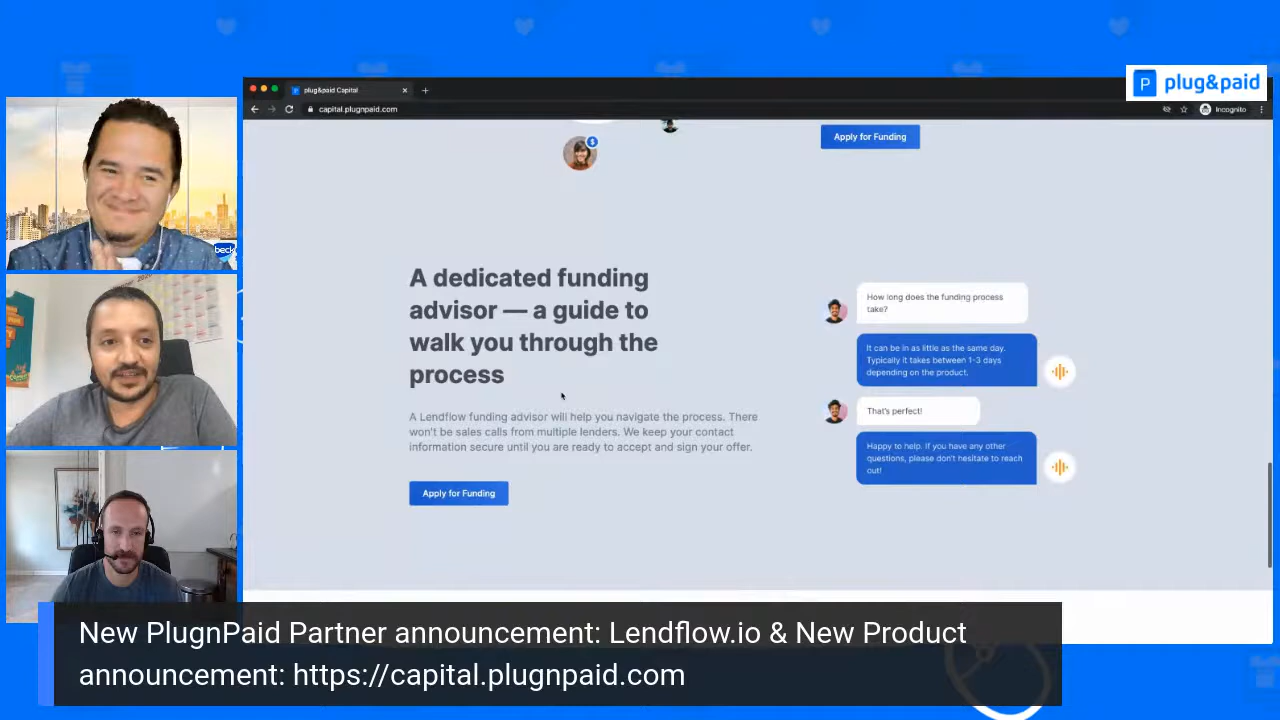 plug&paid
plug&paid Capital
capital.plugnpaid.com
Incognito
Apply for Funding
$
A dedicated funding
advisor — a guide to
walk you through the
process
A Lendflow funding advisor will help you navigate the process. There
won't be sales calls from multiple lenders. We keep your contact
information secure until you are ready to accept and sign your offer.
Apply for Funding
How long does the funding process
take?
It can be in as little as the same day.
Typically it takes between 1-3 days
depending on the product.
That's perfect!
Happy to help. If you have any other
questions, please don't hesitate to reach
out!
beck
New PlugnPaid Partner announcement: Lendflow.io & New Product
announcement: https://capital.plugnpaid.com